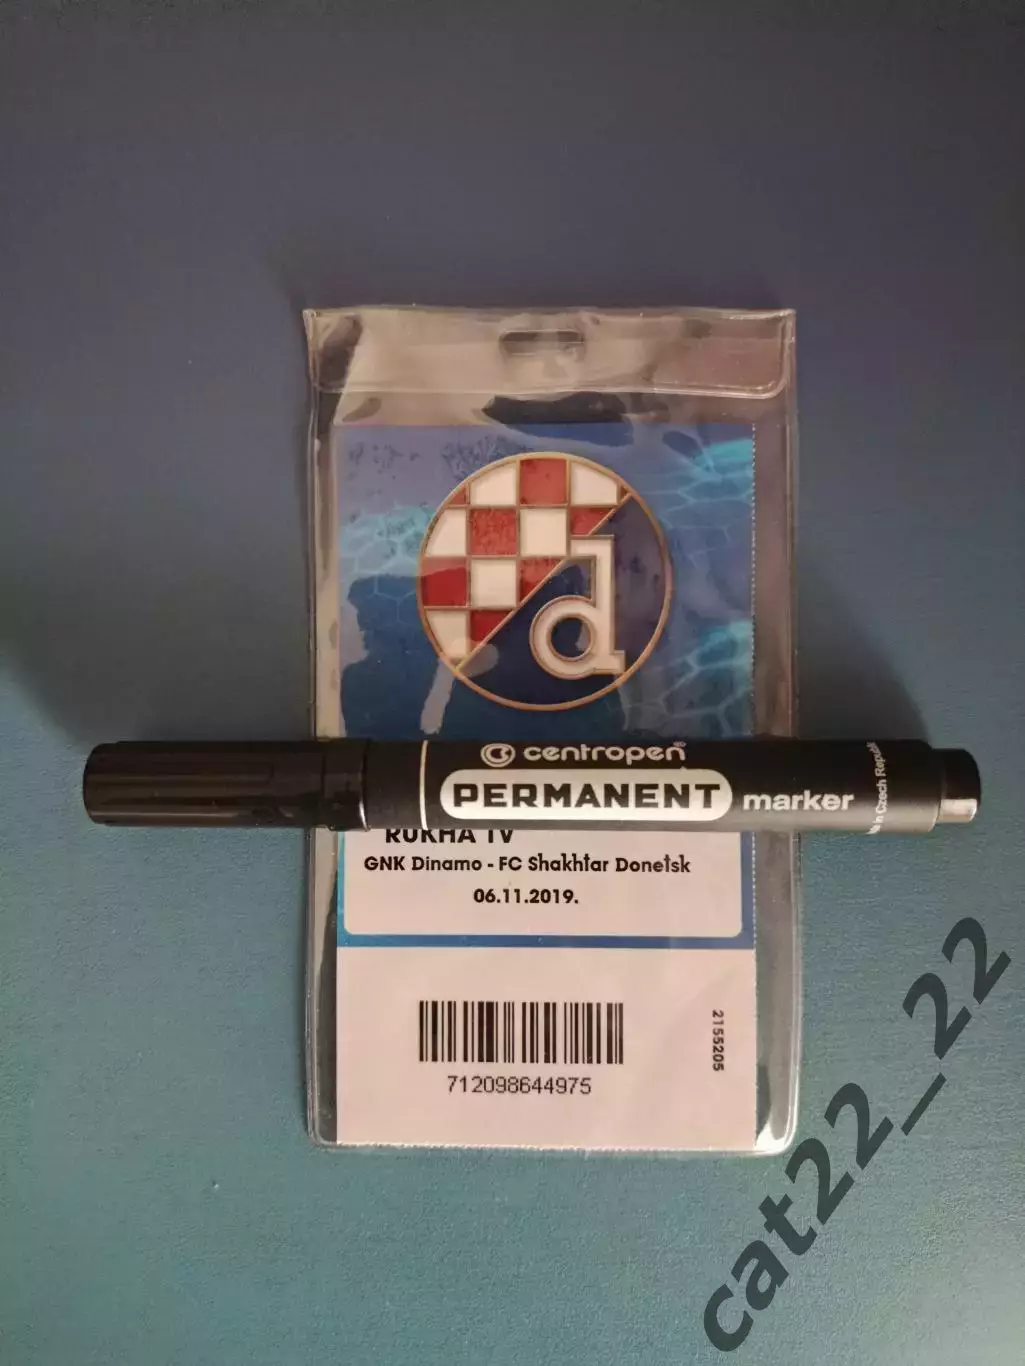 d
centropen®
PERMANENT marker
Made in Czech Republic
RUKHA TV
GNK Dinamo - FC Shakhtar Donetsk
06.11.2019.
2155205
712098644975
cat22_22